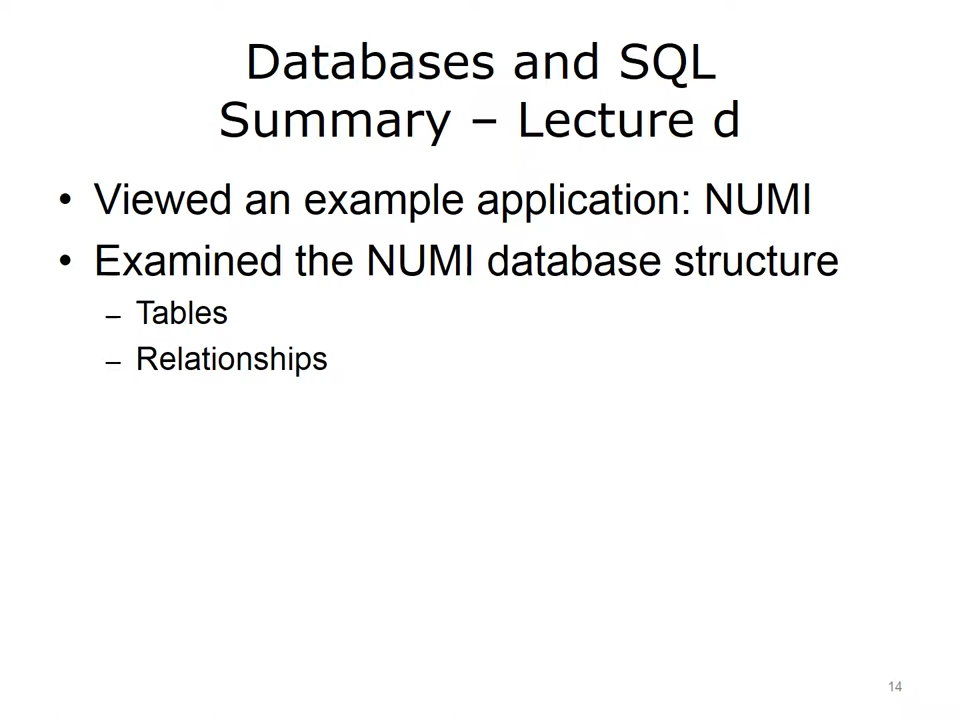 Databases and SQL
Summary – Lecture d
• Viewed an example application: NUMI
• Examined the NUMI database structure
– Tables
– Relationships
14